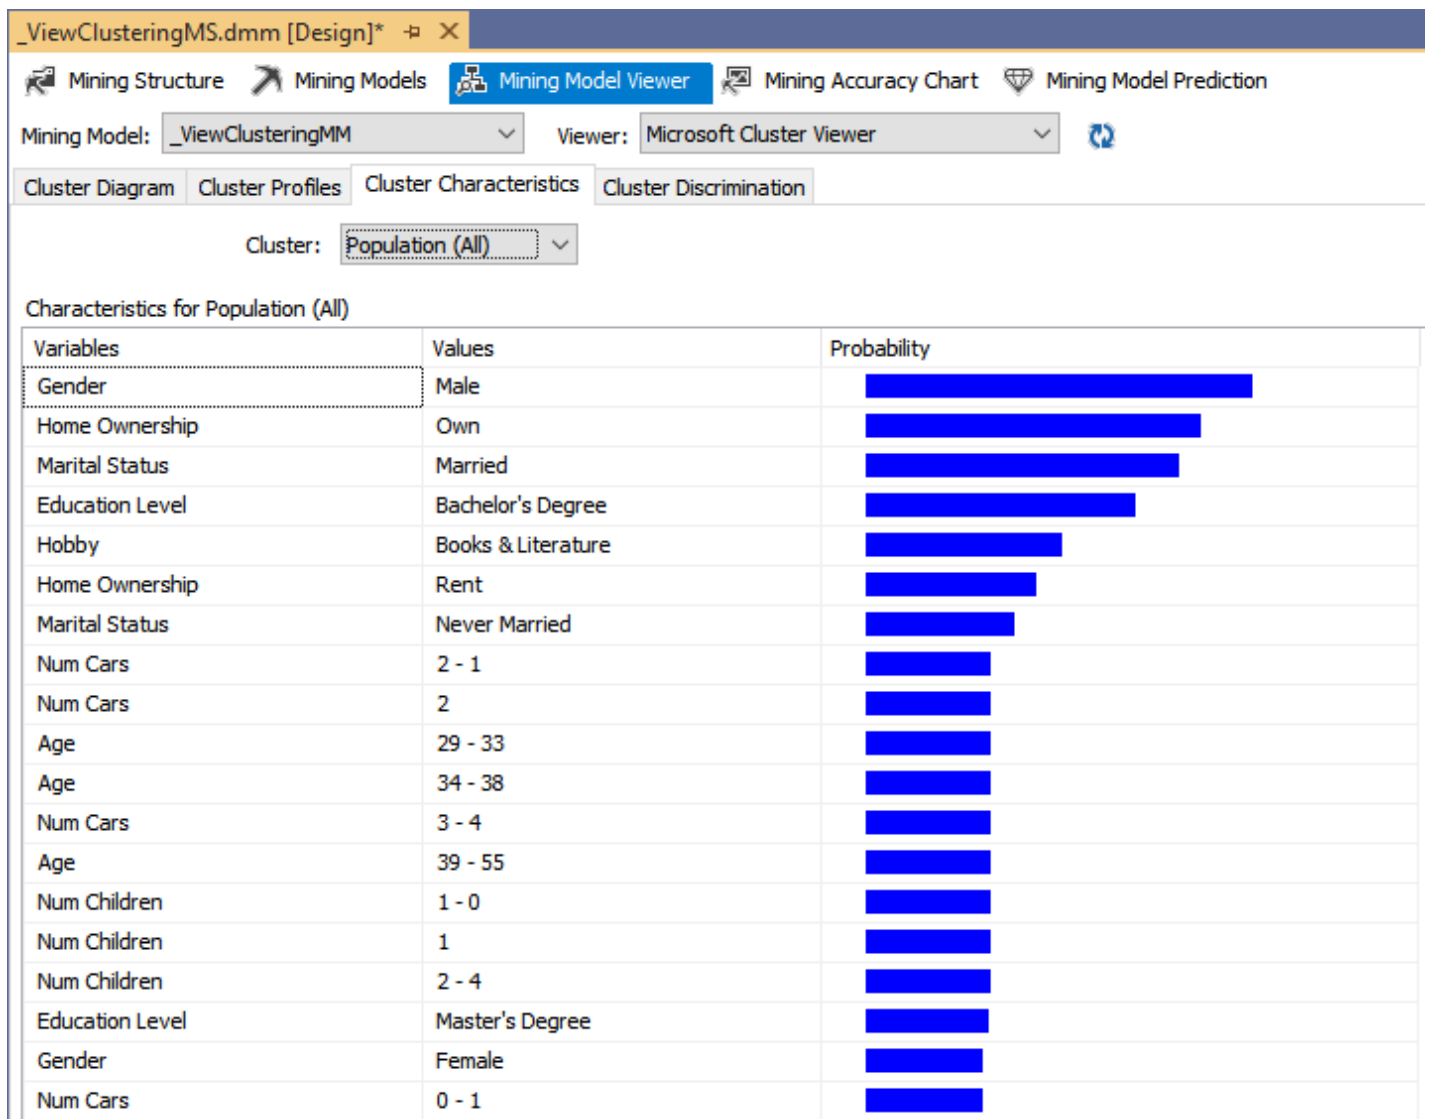 _ViewClusteringMS.dmm [Design]*
Mining Structure Mining Models Mining Model Viewer Mining Accuracy Chart Mining Model Prediction
Mining Model: _ViewClusteringMM Viewer: Microsoft Cluster Viewer
Cluster Diagram Cluster Profiles Cluster Characteristics Cluster Discrimination
Cluster: Population (All)
Characteristics for Population (All)
Variables Values Probability
Gender Male
Home Ownership Own
Marital Status Married
Education Level Bachelor's Degree
Hobby Books & Literature
Home Ownership Rent
Marital Status Never Married
Num Cars 2 - 1
Num Cars 2
Age 29 - 33
Age 34 - 38
Num Cars 3 - 4
Age 39 - 55
Num Children 1 - 0
Num Children 1
Num Children 2 - 4
Education Level Master's Degree
Gender Female
Num Cars 0 - 1